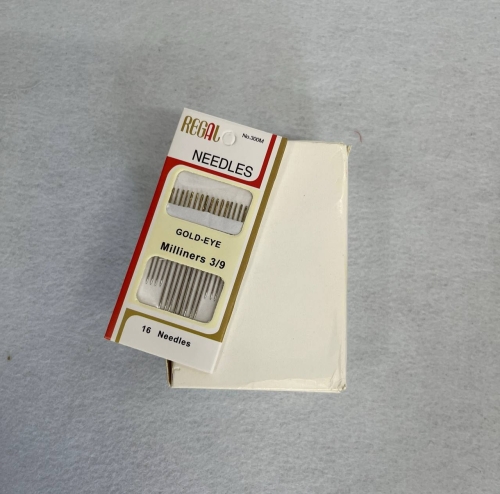 REGAL
No.300M
NEEDLES
GOLD-EYE
Milliners 3/9
16 Needles